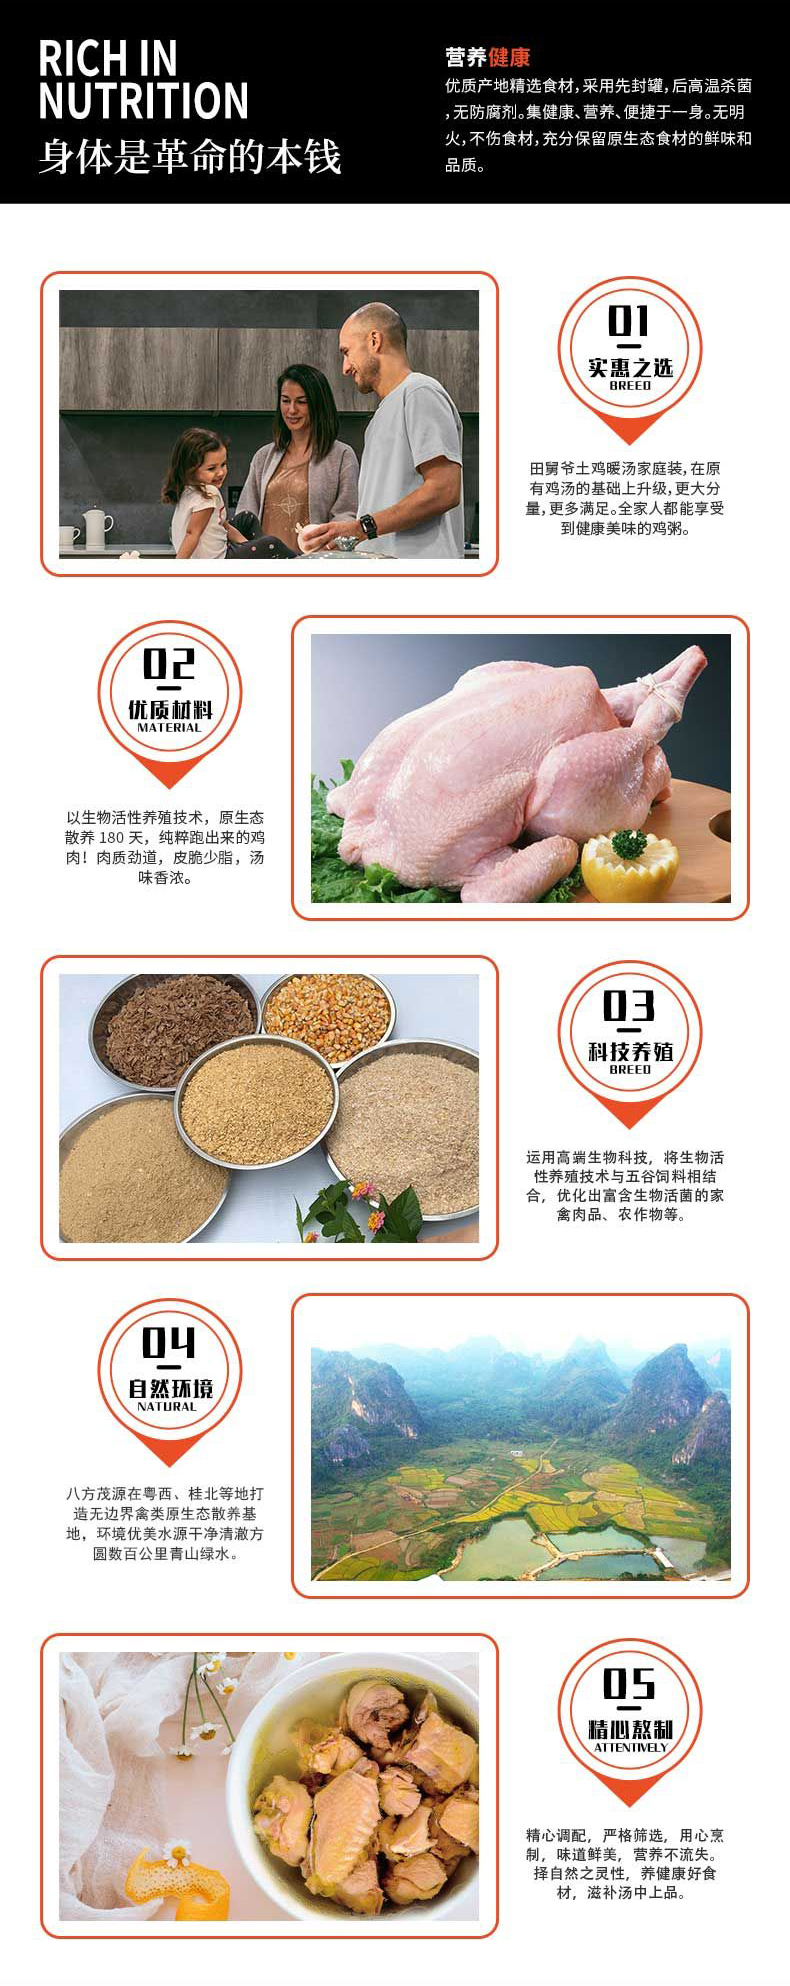 RICH IN
NUTRITION
身体是革命的本钱
营养健康
优质产地精选食材,采用先封罐,后高温杀菌
,无防腐剂。集健康、营养、便捷于一身。无明
火,不伤食材,充分保留原生态食材的鲜味和
品质。
01
实惠之选
BREED
田舅爷土鸡暖汤家庭装,在原
有鸡汤的基础上升级,更大分
量,更多满足。全家人都能享受
到健康美味的鸡粥。
02
优质材料
MATERIAL
以生物活性养殖技术，原生态
散养 180 天，纯粹跑出来的鸡
肉！肉质劲道，皮脆少脂，汤
味香浓。
03
科技养殖
BREED
运用高端生物科技，将生物活
性养殖技术与五谷饲料相结
合，优化出富含生物活菌的家
禽肉品、农作物等。
04
自然环境
NATURAL
八方茂源在粤西、桂北等地打
造无边界禽类原生态散养基
地，环境优美水源干净清澈方
圆数百公里青山绿水。
05
精心熬制
ATTENTIVELY
精心调配，严格筛选，用心烹
制，味道鲜美，营养不流失。
择自然之灵性，养健康好食
材，滋补汤中上品。